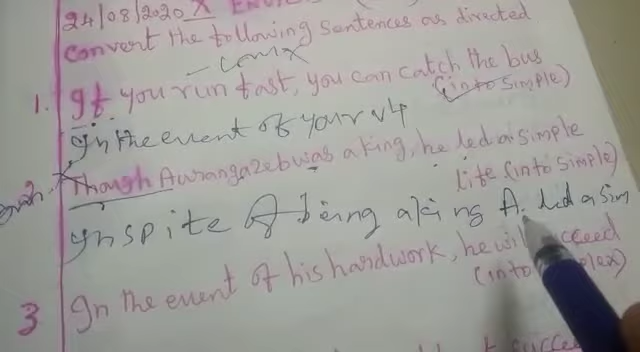 24/08/2020 X
convert the following sentences as directed
comx
1. If you run fast, you can catch the bus
(into simple)
In the event of your
Though Aurangazeb was a king, he led a simple
life (into simple)
Inspite of being a king A. led a sim
3 In the event of his hardwork, he will
(into